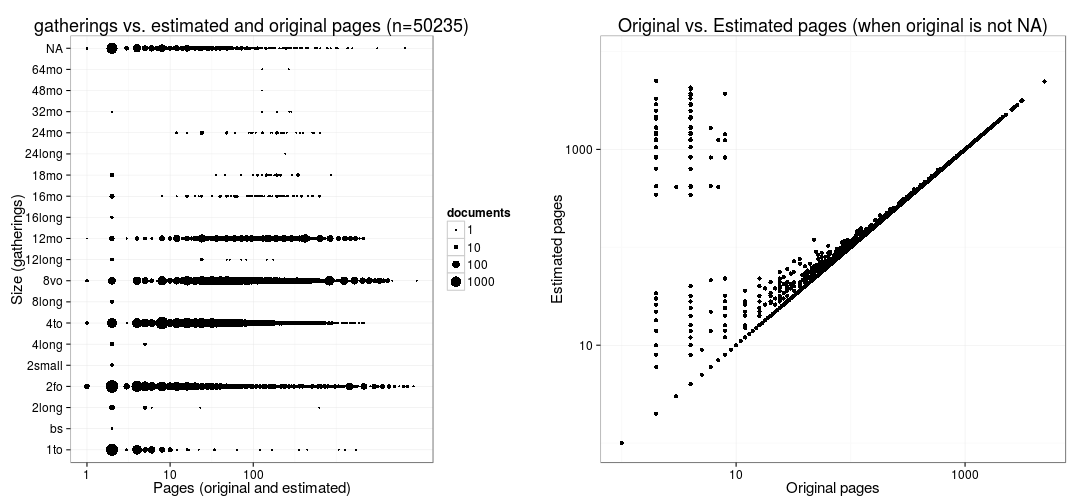 gatherings vs. estimated and original pages (n=50235)
Size (gatherings)
NA
64mo
48mo
32mo
24mo
24long
18mo
16mo
16long
12mo
12long
8vo
8long
4to
4long
2small
2fo
2long
bs
1to
1 10 100
Pages (original and estimated)
documents
1
10
100
1000
Original vs. Estimated pages (when original is not NA)
Estimated pages
1000
10
10 1000
Original pages